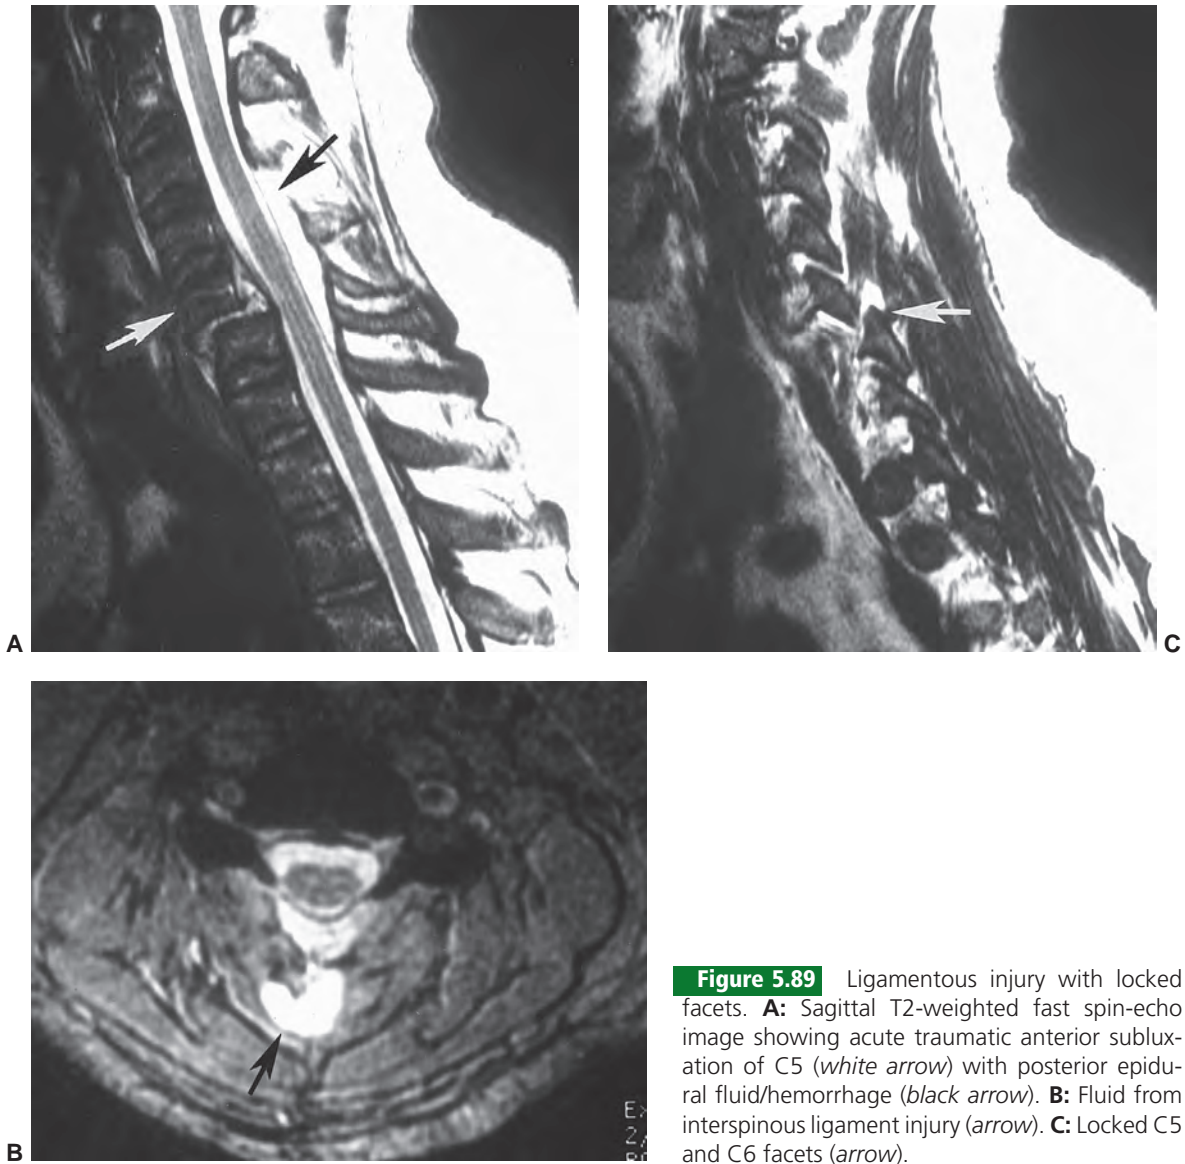 A
C
B
Ex
2
Figure 5.89 Ligamentous injury with locked
facets. A: Sagittal T2-weighted fast spin-echo
image showing acute traumatic anterior sublux-
ation of C5 (white arrow) with posterior epidu-
ral fluid/hemorrhage (black arrow). B: Fluid from
interspinous ligament injury (arrow). C: Locked C5
and C6 facets (arrow).